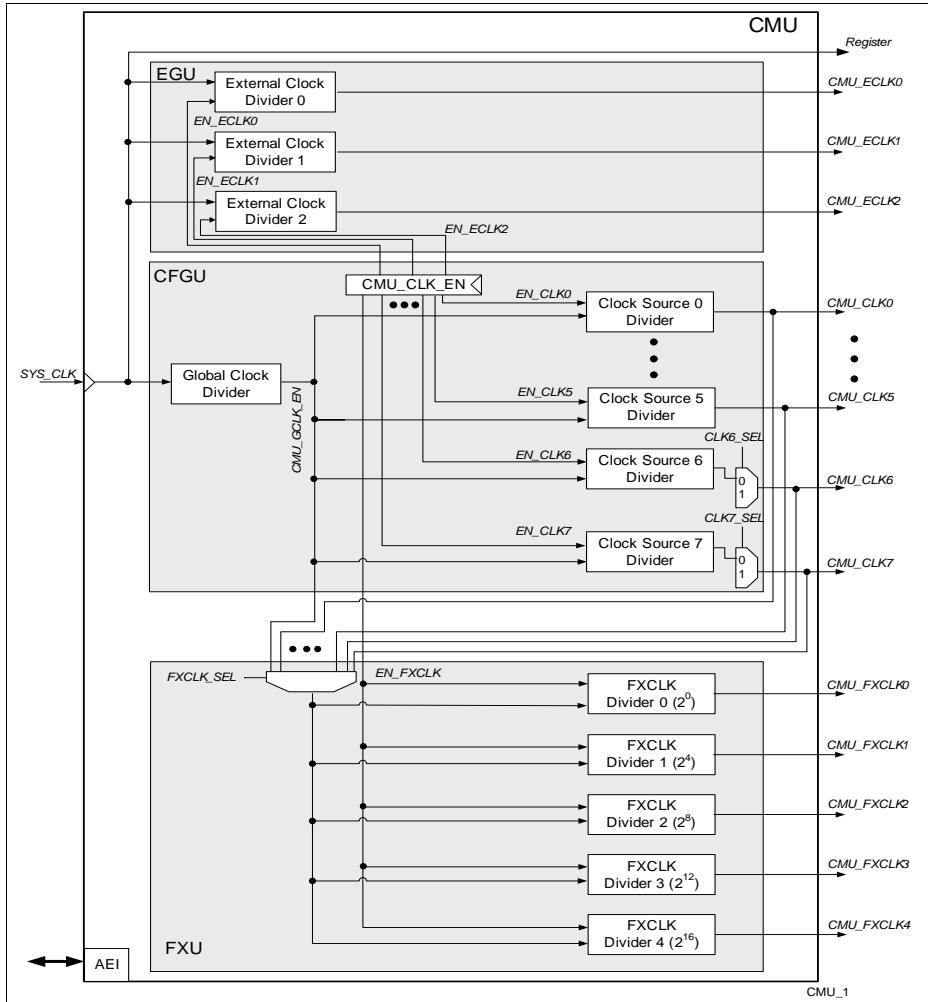 CMU
Register
EGU
External Clock
Divider 0
CMU_ECLK0
EN_ECLK0
External Clock
Divider 1
CMU_ECLK1
EN_ECLK1
External Clock
Divider 2
CMU_ECLK2
EN_ECLK2
CFGU
CMU_CLK_EN
EN_CLK0
Clock Source 0
Divider
CMU_CLK0
SYS_CLK
Global Clock
Divider
CMU_GCLK_EN
EN_CLK5
Clock Source 5
Divider
CMU_CLK5
CLK6_SEL
EN_CLK6
Clock Source 6
Divider
0
1
CMU_CLK6
CLK7_SEL
EN_CLK7
Clock Source 7
Divider
0
1
CMU_CLK7
FXCLK_SEL
EN_FXCLK
FXCLK
Divider 0 (2⁰)
CMU_FXCLK0
FXCLK
Divider 1 (2⁴)
CMU_FXCLK1
FXCLK
Divider 2 (2⁸)
CMU_FXCLK2
FXCLK
Divider 3 (2¹²)
CMU_FXCLK3
FXCLK
Divider 4 (2¹⁶)
CMU_FXCLK4
FXU
AEI
CMU_1